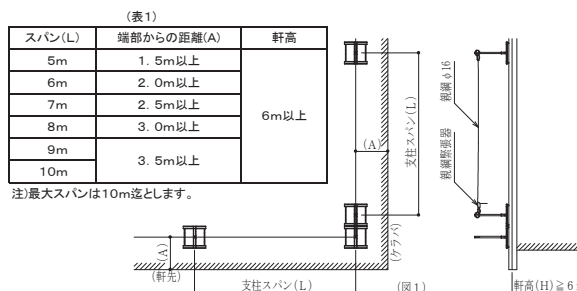 (表1)
スパン(L) 端部からの距離(A) 軒高
5m 1. 5m以上 6m以上
6m 2. 0m以上
7m 2. 5m以上
8m 3. 0m以上
9m 3. 5m以上
10m
注)最大スパンは10m迄とします。
(A)
支柱スパン(L)
(ケラバ)
(A)
(軒先)
支柱スパン(L)
(図1)
親綱φ16
親綱緊張器
軒高(H)≧6